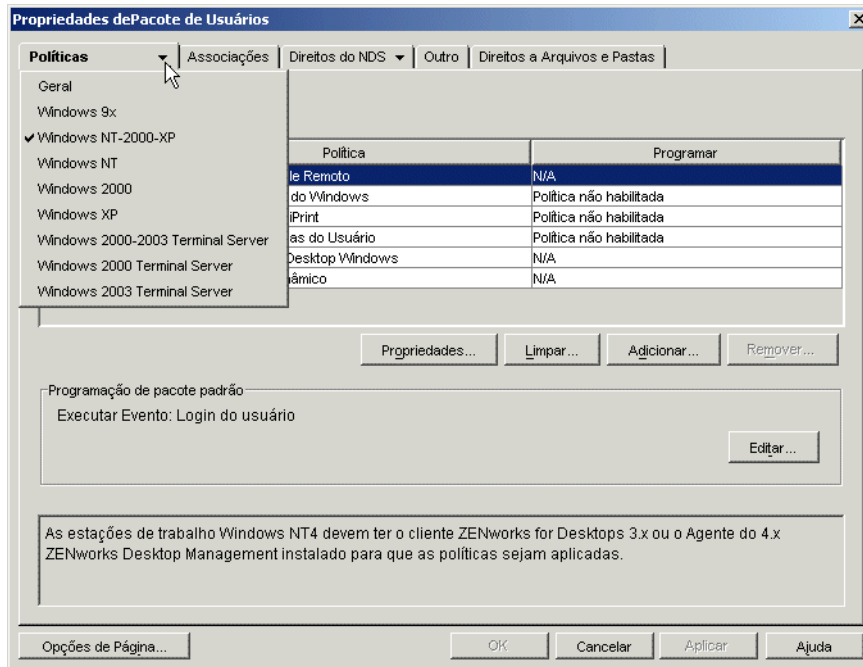 Propriedades dePacote de Usuários
Políticas Associações Direitos do NDS Outro Direitos a Arquivos e Pastas
Geral
Windows 9x
Windows NT-2000-XP
Windows NT
Windows 2000
Windows XP
Windows 2000-2003 Terminal Server
Windows 2000 Terminal Server
Windows 2003 Terminal Server
Política Programar
le Remoto N/A
do Windows Política não habilitada
iPrint Política não habilitada
as do Usuário Política não habilitada
Desktop Windows N/A
âmico N/A
Propriedades... Limpar... Adicionar... Remover...
Programação de pacote padrão
Executar Evento: Login do usuário
Editar...
As estações de trabalho Windows NT4 devem ter o cliente ZENworks for Desktops 3.x ou o Agente do 4.x
ZENworks Desktop Management instalado para que as políticas sejam aplicadas.
Opções de Página... OK Cancelar Aplicar Ajuda